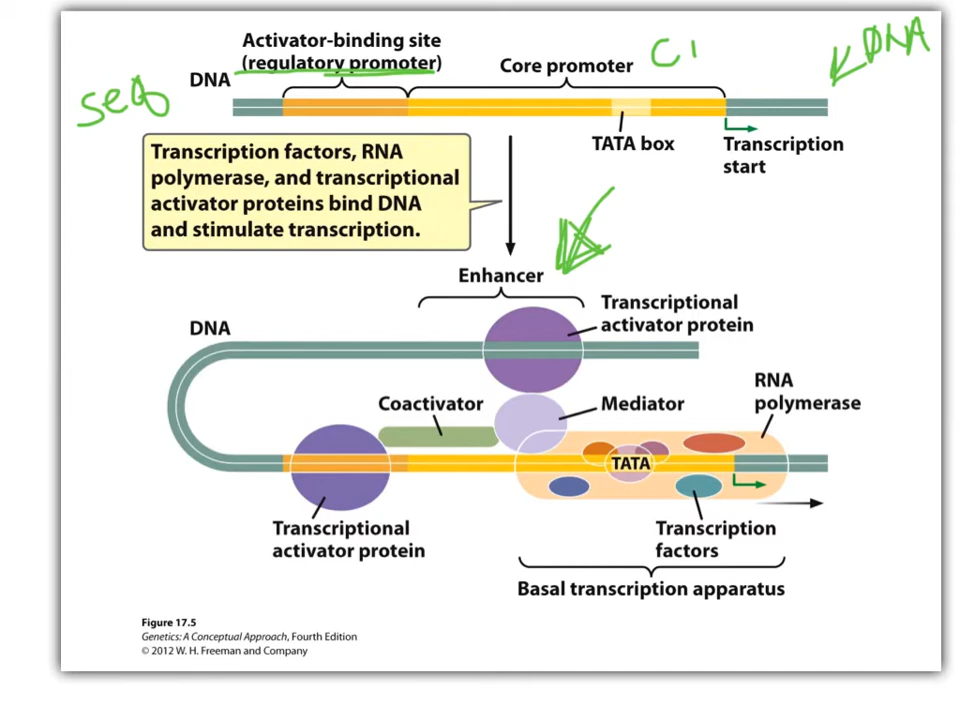 Activator-binding site
(regulatory promoter)
Core promoter
DNA
DNA
seq
TATA box
Transcription
start
Transcription factors, RNA
polymerase, and transcriptional
activator proteins bind DNA
and stimulate transcription.
Enhancer
Transcriptional
activator protein
DNA
RNA
polymerase
Coactivator
Mediator
TATA
Transcriptional
activator protein
Transcription
factors
Basal transcription apparatus
Figure 17.5
Genetics: A Conceptual Approach, Fourth Edition
© 2012 W. H. Freeman and Company